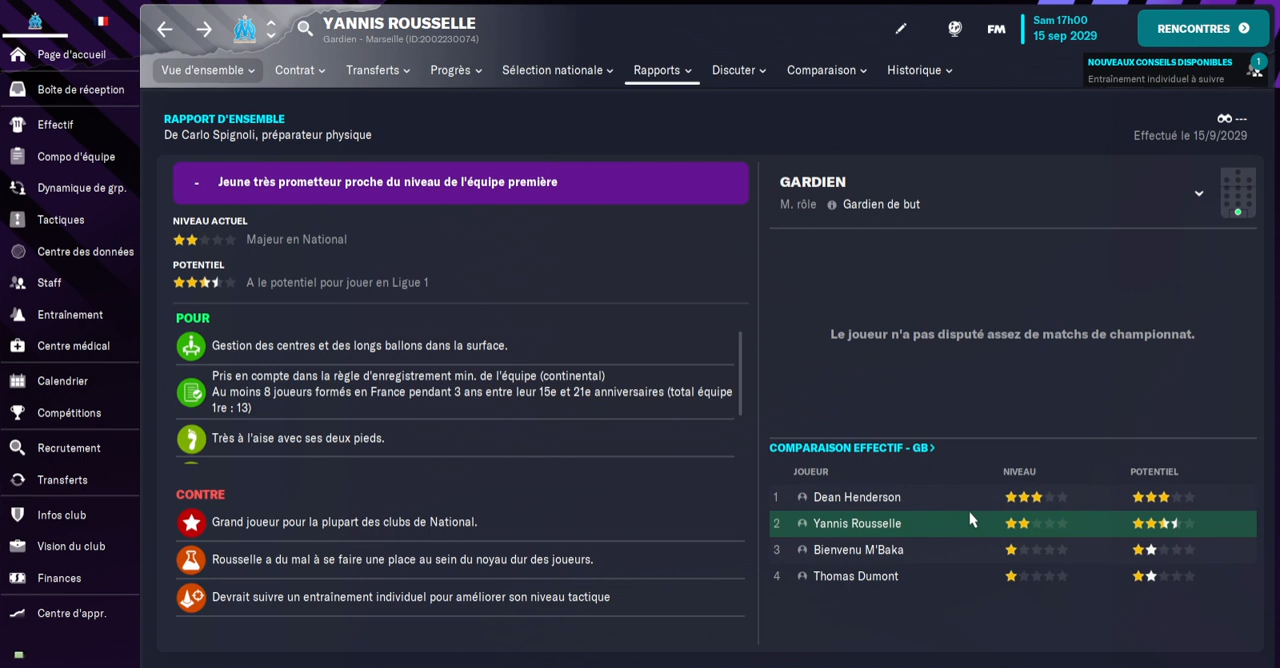 YANNIS ROUSSELLE
Gardien - Marseille (ID:2002230074)
FM
Sam 17h00
15 sep 2029
RENCONTRES
Page d'accueil
Boîte de réception
Effectif
Compo d'équipe
Dynamique de grp.
Tactiques
Centre des données
Staff
Entraînement
Centre médical
Calendrier
Compétitions
Recrutement
Transferts
Infos club
Vision du club
Finances
Centre d'appr.
Vue d'ensemble
Contrat
Transferts
Progrès
Sélection nationale
Rapports
Discuter
Comparaison
Historique
NOUVEAUX CONSEILS DISPONIBLES
Entraînement individuel à suivre
1
RAPPORT D'ENSEMBLE
De Carlo Spignoli, préparateur physique
---
Effectué le 15/9/2029
- Jeune très prometteur proche du niveau de l'équipe première
NIVEAU ACTUEL
Majeur en National
POTENTIEL
A le potentiel pour jouer en Ligue 1
POUR
Gestion des centres et des longs ballons dans la surface.
Pris en compte dans la règle d'enregistrement min. de l'équipe (continental)
Au moins 8 joueurs formés en France pendant 3 ans entre leur 15e et 21e anniversaires (total équipe
1re : 13)
Très à l'aise avec ses deux pieds.
CONTRE
Grand joueur pour la plupart des clubs de National.
Rousselle a du mal à se faire une place au sein du noyau dur des joueurs.
Devrait suivre un entraînement individuel pour améliorer son niveau tactique
GARDIEN
M. rôle Gardien de but
Le joueur n'a pas disputé assez de matchs de championnat.
COMPARAISON EFFECTIF - GB
JOUEUR NIVEAU POTENTIEL
1 Dean Henderson
2 Yannis Rousselle
3 Bienvenu M'Baka
4 Thomas Dumont